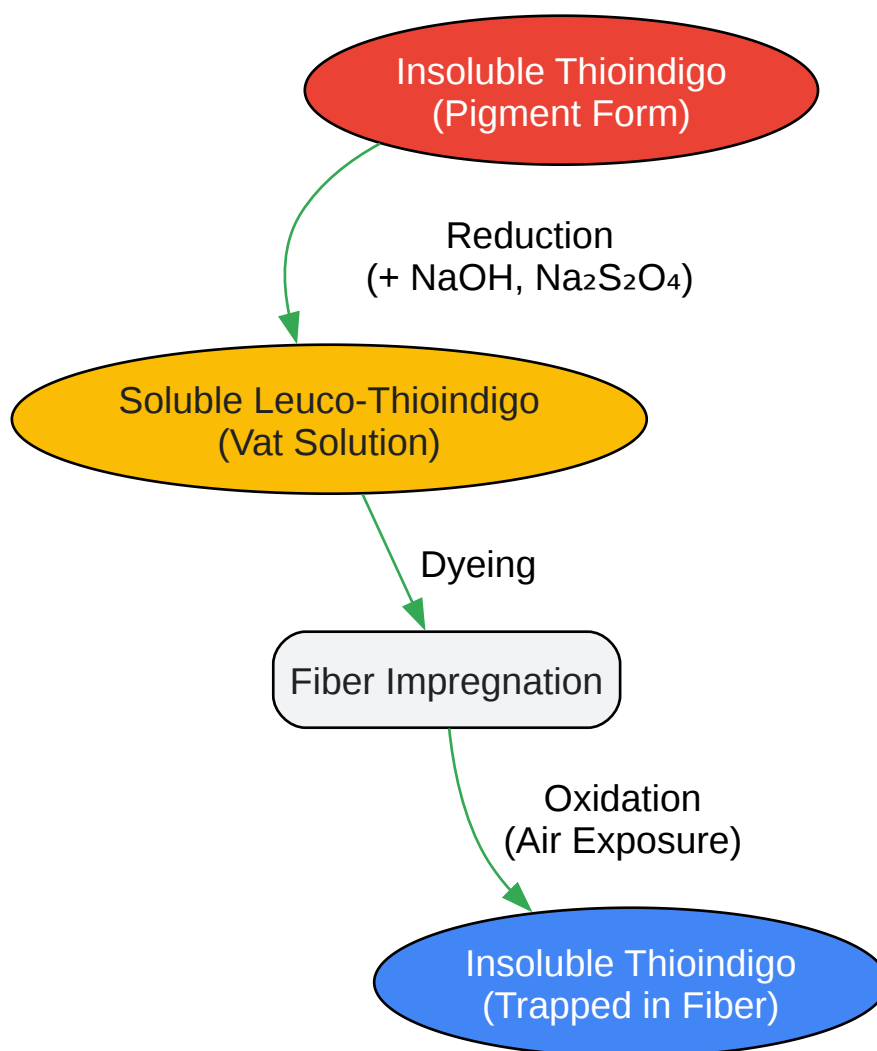 Insoluble Thioindigo
(Pigment Form)
Reduction
(+ NaOH, Na₂S₂O₄)
Soluble Leuco-Thioindigo
(Vat Solution)
Dyeing
Fiber Impregnation
Oxidation
(Air Exposure)
Insoluble Thioindigo
(Trapped in Fiber)